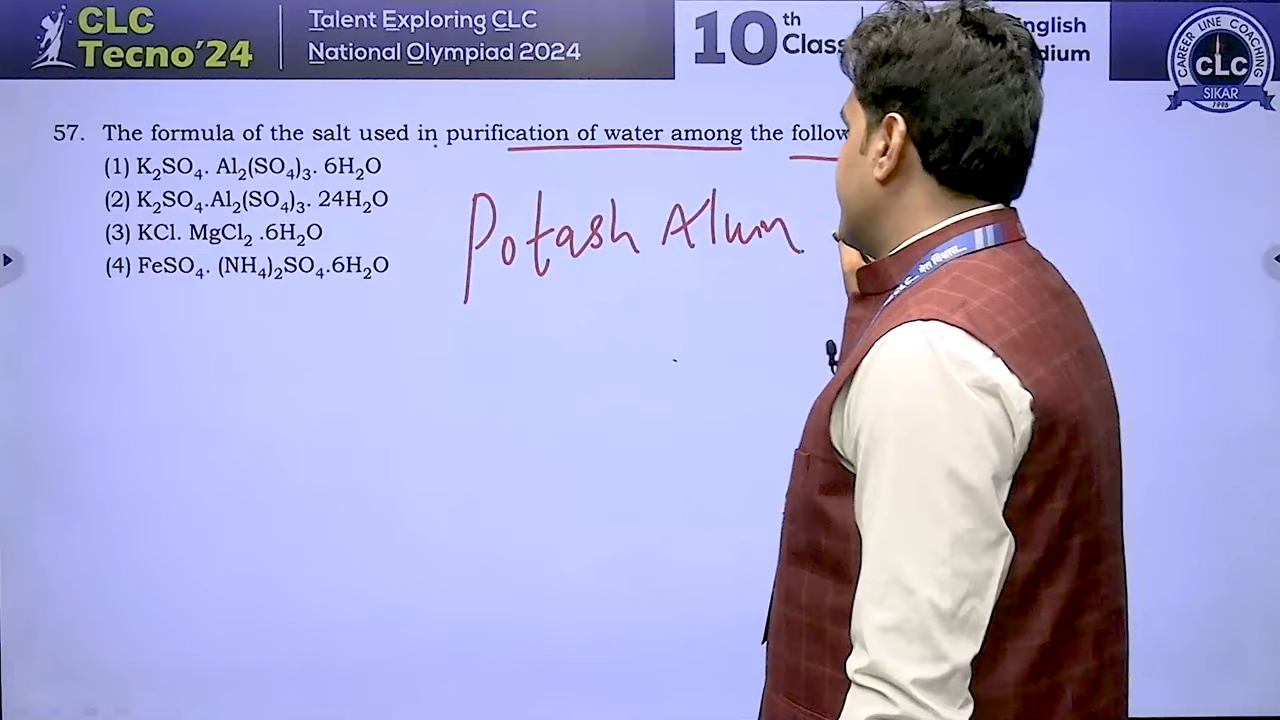 CLC
Tecno'24
Talent Exploring CLC
National Olympiad 2024
10th Class
nglish
dium
CAREER LINE COACHING
CLC
SIKAR
1996
57. The formula of the salt used in purification of water among the follow
(1) K₂SO₄. Al₂(SO₄)₃. 6H₂O
(2) K₂SO₄.Al₂(SO₄)₃. 24H₂O
(3) KCl. MgCl₂ .6H₂O
(4) FeSO₄. (NH₄)₂SO₄.6H₂O
Potash Alum